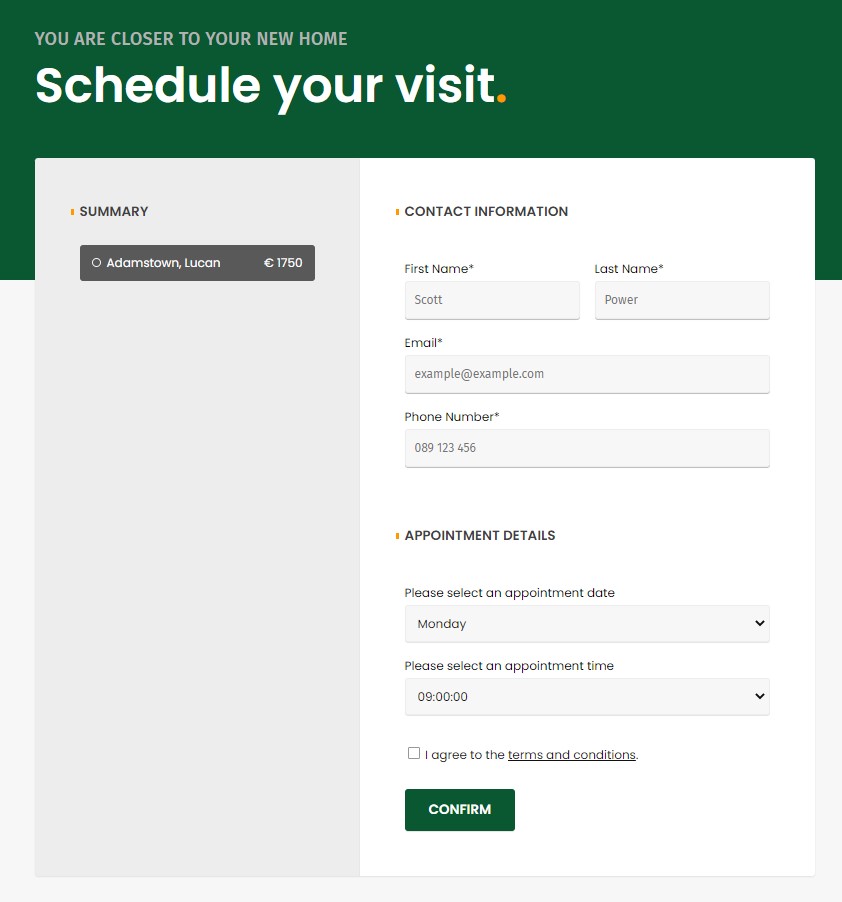 YOU ARE CLOSER TO YOUR NEW HOME
Schedule your visit.
SUMMARY
Adamstown, Lucan € 1750
CONTACT INFORMATION
First Name* Last Name*
Scott Power
Email*
example@example.com
Phone Number*
089 123 456
APPOINTMENT DETAILS
Please select an appointment date
Monday
Please select an appointment time
09:00:00
I agree to the terms and conditions.
CONFIRM